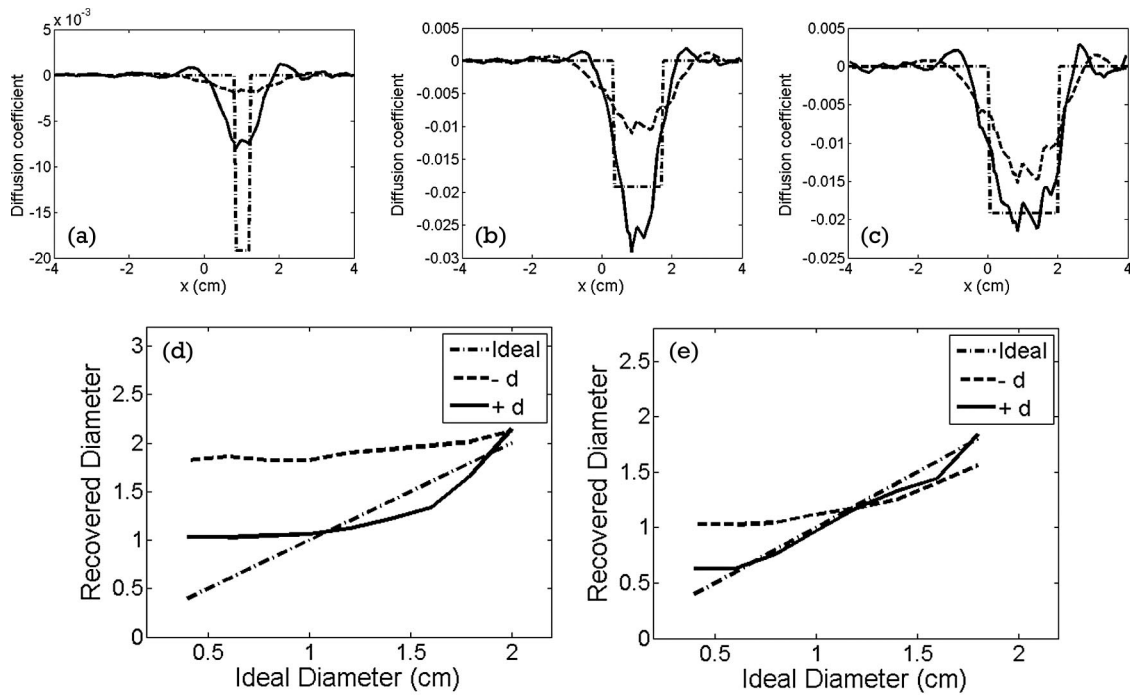 x 10⁻³
5
0
-5
-10
-15
-20
-4
-2
0
2
4
Diffusion coefficient
x (cm)
(a)
0.005
0
-0.005
-0.01
-0.015
-0.02
-0.025
-0.03
-4
-2
0
2
4
Diffusion coefficient
x (cm)
(b)
0.005
0
-0.005
-0.01
-0.015
-0.02
-0.025
-4
-2
0
2
4
Diffusion coefficient
x (cm)
(c)
(d)
Ideal
- d
+ d
3
2.5
2
1.5
1
0.5
0
0.5
1
1.5
2
Recovered Diameter
Ideal Diameter (cm)
(e)
Ideal
- d
+ d
2.5
2
1.5
1
0.5
0
0.5
1
1.5
2
Recovered Diameter
Ideal Diameter (cm)